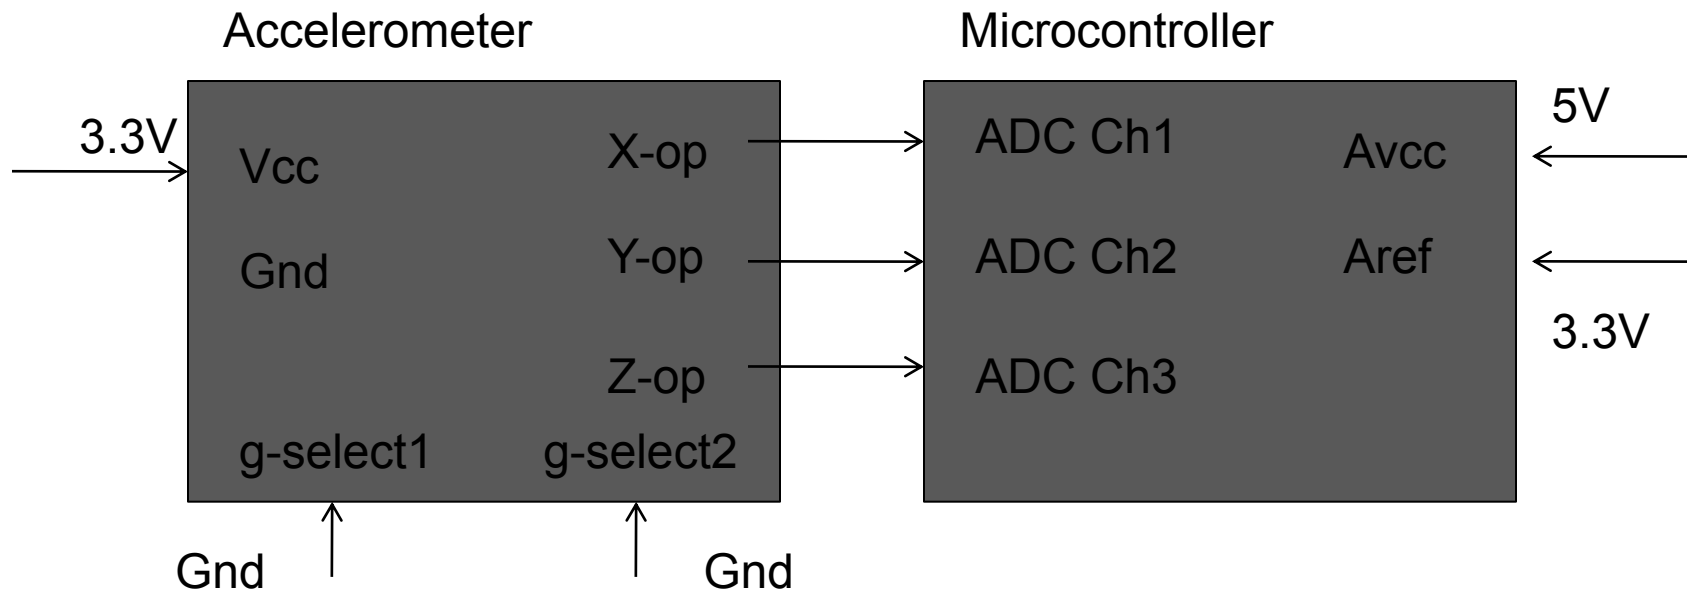 Accelerometer
3.3V
Vcc
Gnd
X-op
Y-op
Z-op
g-select1
g-select2
Gnd
Gnd
Microcontroller
ADC Ch1
ADC Ch2
ADC Ch3
Avcc
Aref
5V
3.3V